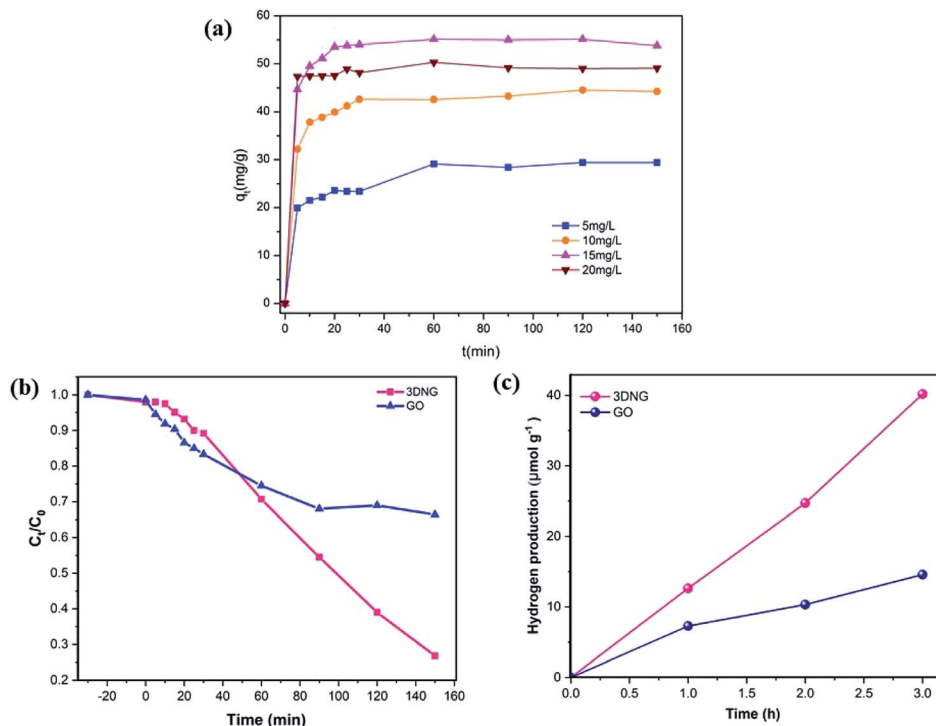 (a)
60
50
40
30
20
10
0
qt(mg/g)
5mg/L
10mg/L
15mg/L
20mg/L
0 20 40 60 80 100 120 140 160
t(min)
(b)
1.0
0.9
0.8
0.7
0.6
0.5
0.4
0.3
0.2
Ct/C0
3DNG
GO
-20 0 20 40 60 80 100 120 140 160
Time (min)
(c)
40
30
20
10
0
Hydrogen production (μmol g-1)
3DNG
GO
0.0 0.5 1.0 1.5 2.0 2.5 3.0
Time (h)